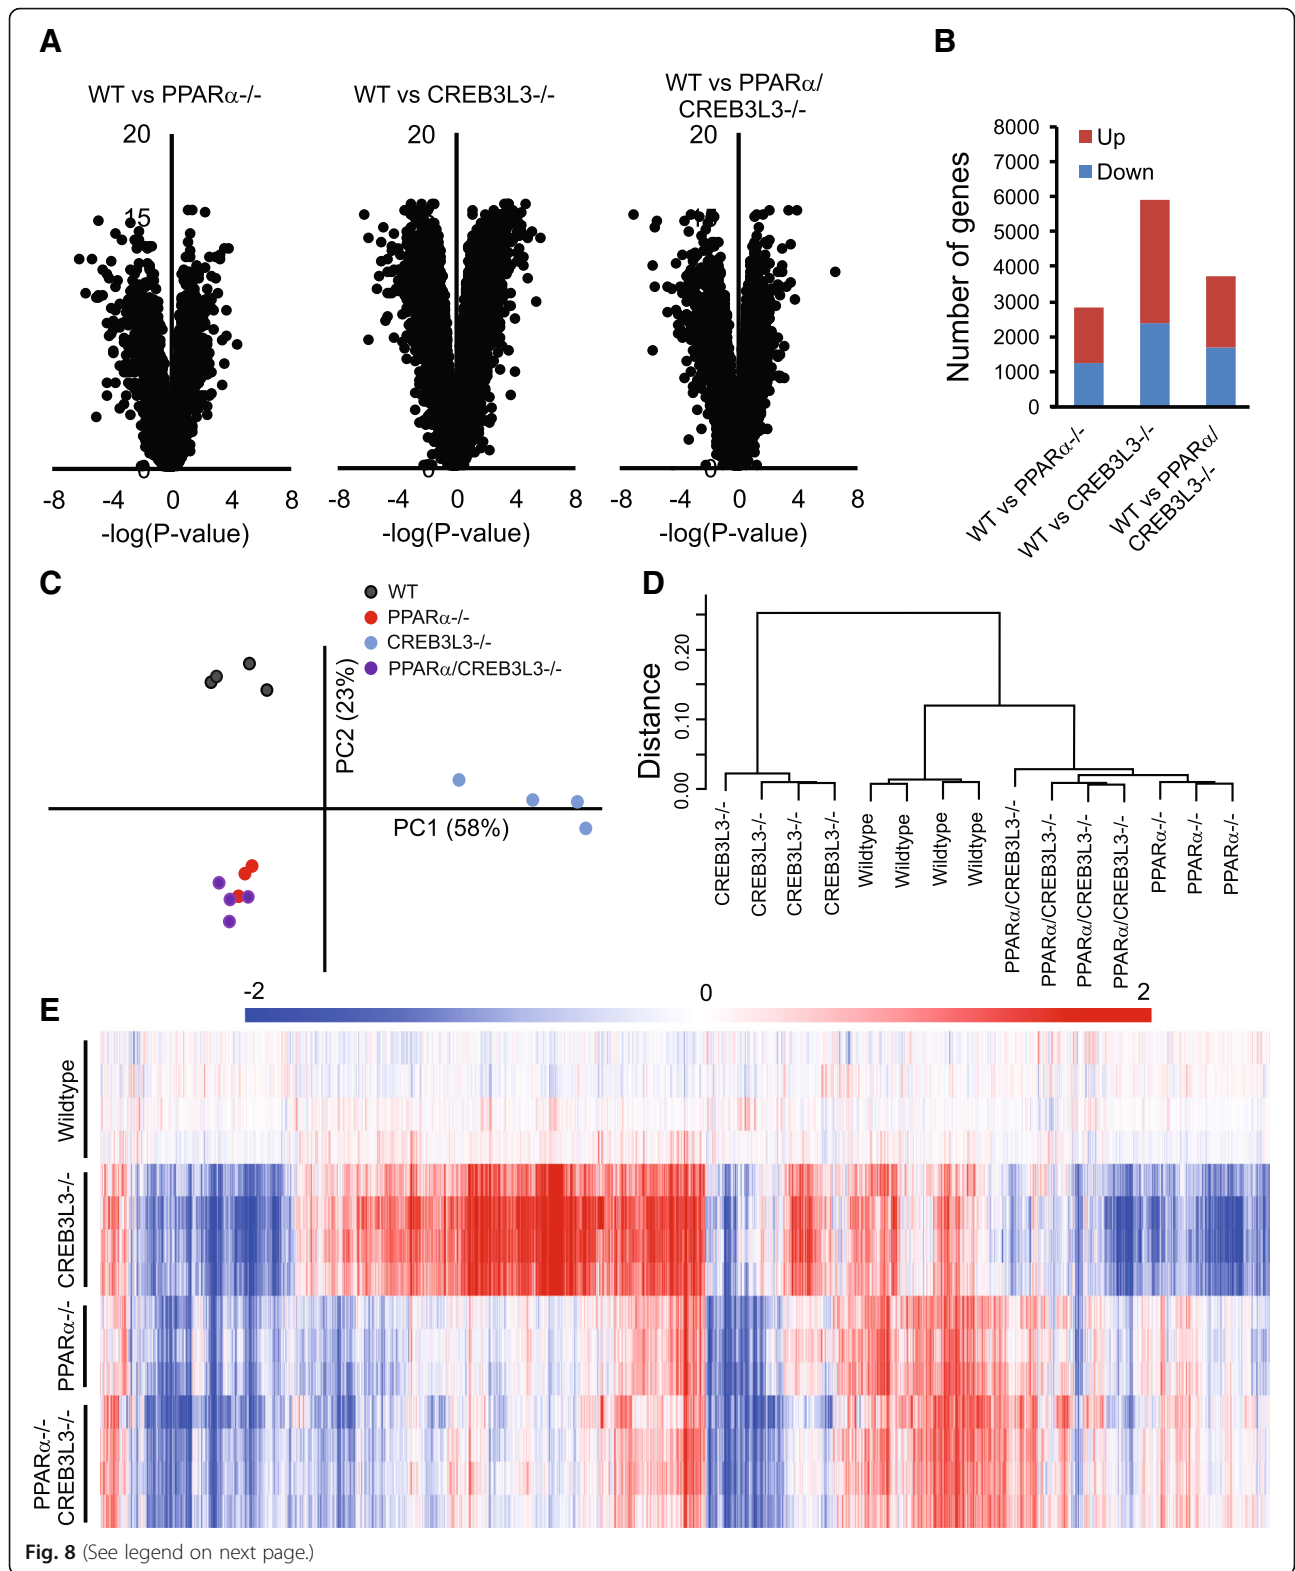 A
WT vs PPARα-/-
20
15
0
-8 -4 0 4 8
-log(P-value)
WT vs CREB3L3-/-
20
0
-8 -4 0 4 8
-log(P-value)
WT vs PPARα/
CREB3L3-/-
20
0
-8 -4 0 4 8
-log(P-value)
B
Number of genes
8000
7000
6000
5000
4000
3000
2000
1000
0
Up
Down
WT vs PPARα-/-
WT vs CREB3L3-/-
WT vs PPARα/
CREB3L3-/-
C
WT
PPARα-/-
CREB3L3-/-
PPARα/CREB3L3-/-
PC2 (23%)
PC1 (58%)
D
Distance
0.20
0.10
0.00
CREB3L3-/-
CREB3L3-/-
CREB3L3-/-
CREB3L3-/-
Wildtype
Wildtype
Wildtype
Wildtype
PPARα/CREB3L3-/-
PPARα/CREB3L3-/-
PPARα/CREB3L3-/-
PPARα/CREB3L3-/-
PPARα-/-
PPARα-/-
PPARα-/-
E
-2 0 2
Wildtype
CREB3L3-/-
PPARα-/-
PPARα-/-
CREB3L3-/-
Fig. 8 (See legend on next page.)